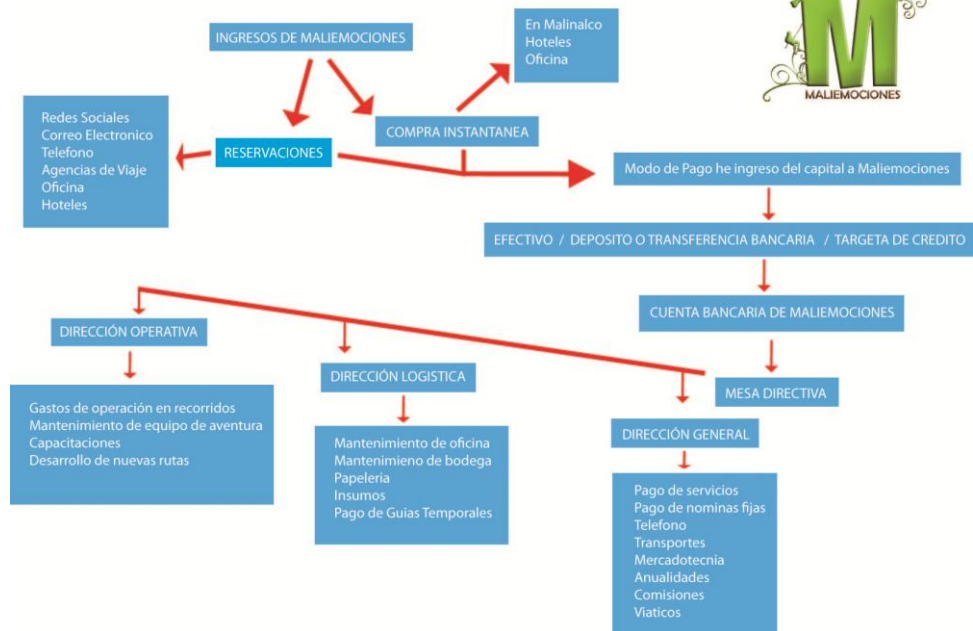 INGRESOS DE MALIEMOCIONES
En Malinalco
Hoteles
Oficina
M
MALIEMOCIONES
Redes Sociales
Correo Electronico
Telefono
Agencias de Viaje
Oficina
Hoteles
RESERVACIONES
COMPRA INSTANTANEA
Modo de Pago he ingreso del capital a Maliemociones
EFECTIVO / DEPOSITO O TRANSFERENCIA BANCARIA / TARGETA DE CREDITO
CUENTA BANCARIA DE MALIEMOCIONES
MESA DIRECTIVA
DIRECCIÓN OPERATIVA
Gastos de operación en recorridos
Mantenimiento de equipo de aventura
Capacitaciones
Desarrollo de nuevas rutas
DIRECCIÓN LOGISTICA
Mantenimiento de oficina
Mantenimieno de bodega
Papeleria
Insumos
Pago de Guias Temporales
DIRECCIÓN GENERAL
Pago de servicios
Pago de nominas fijas
Telefono
Transportes
Mercadotecnia
Anualidades
Comisiones
Viaticos